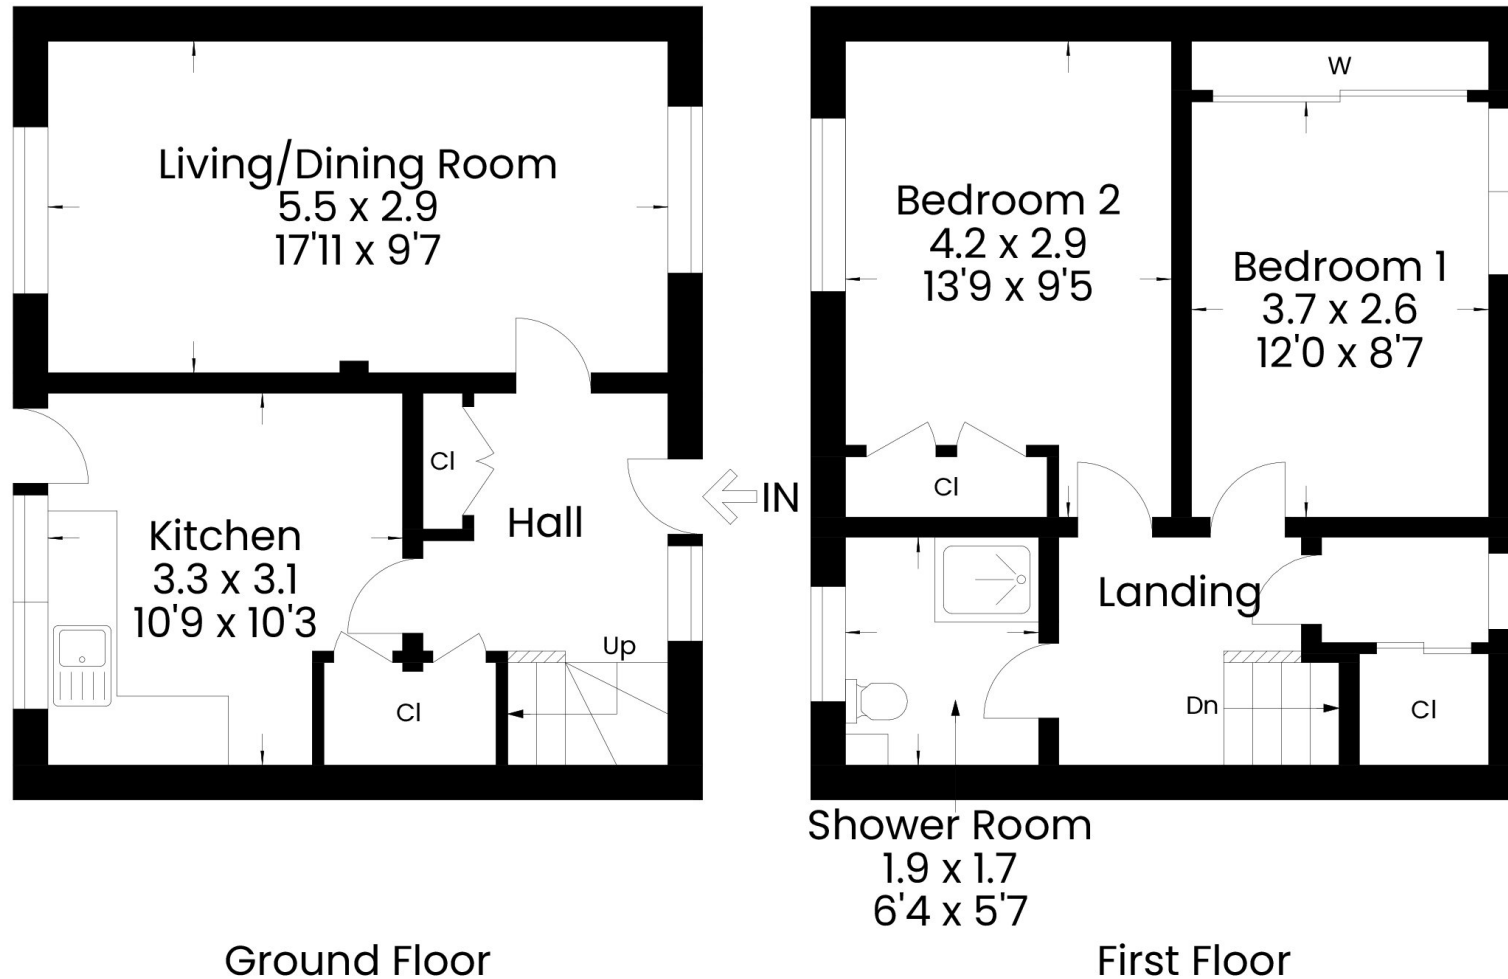 Living/Dining Room
5.5 x 2.9
17'11 x 9'7
Cl
Kitchen
3.3 x 3.1
10'9 x 10'3
Hall
IN
Up
Cl
Ground Floor
W
Bedroom 2
4.2 x 2.9
13'9 x 9'5
Bedroom 1
3.7 x 2.6
12'0 x 8'7
Cl
Landing
Dn
Cl
Shower Room
1.9 x 1.7
6'4 x 5'7
First Floor